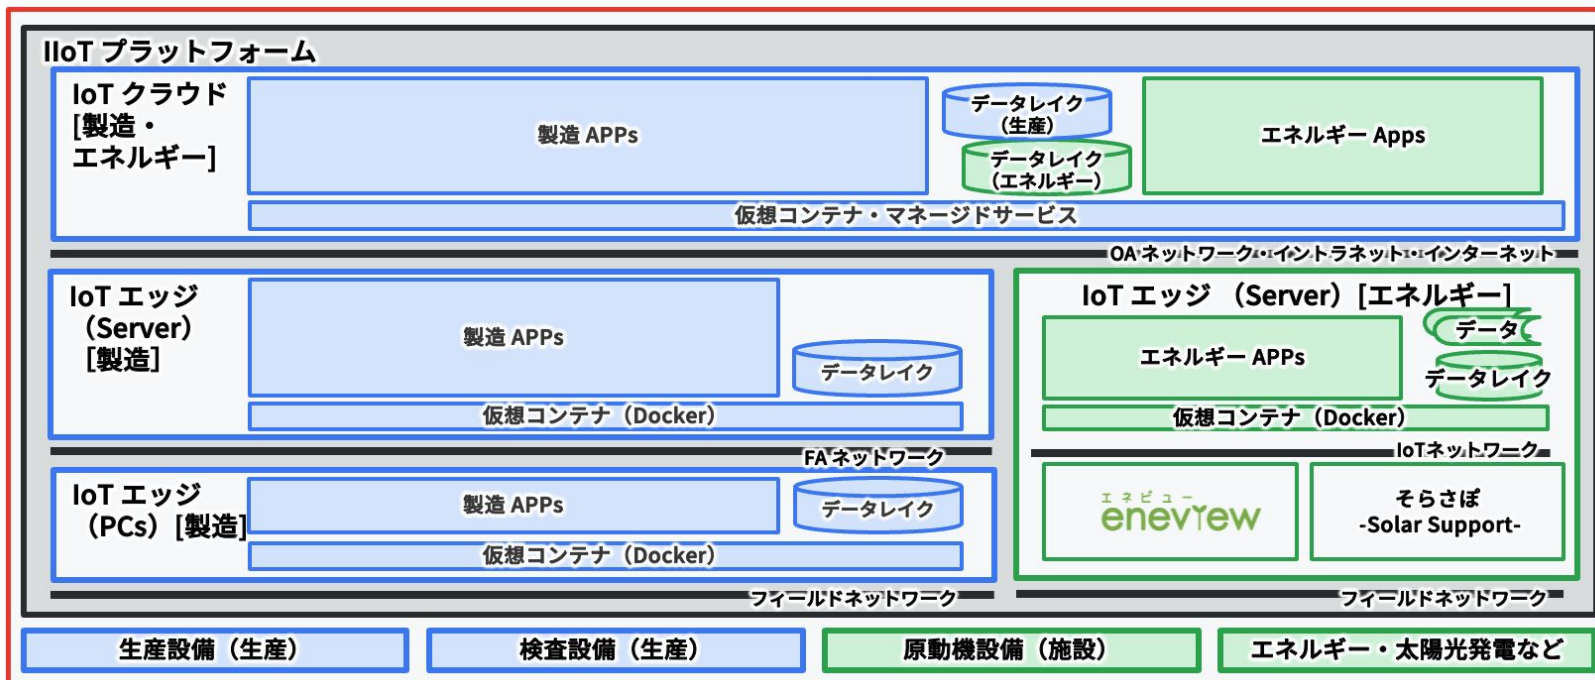 IIoT プラットフォーム
IoT クラウド
[製造・
エネルギー]
製造 APPs
データレイク
（生産）
データレイク
（エネルギー）
エネルギー Apps
仮想コンテナ・マネージドサービス
OA ネットワーク・イントラネット・インターネット
IoT エッジ
（Server）
[製造]
製造 APPs
データレイク
仮想コンテナ（Docker）
FA ネットワーク
IoT エッジ
（PCs）[製造]
製造 APPs
データレイク
仮想コンテナ（Docker）
フィールドネットワーク
IoT エッジ （Server）[エネルギー]
エネルギー APPs
データ
データレイク
仮想コンテナ（Docker）
IoTネットワーク
エネビュー
eneview
そらさぽ
-Solar Support-
フィールドネットワーク
生産設備（生産）
検査設備（生産）
原動機設備（施設）
エネルギー・太陽光発電など